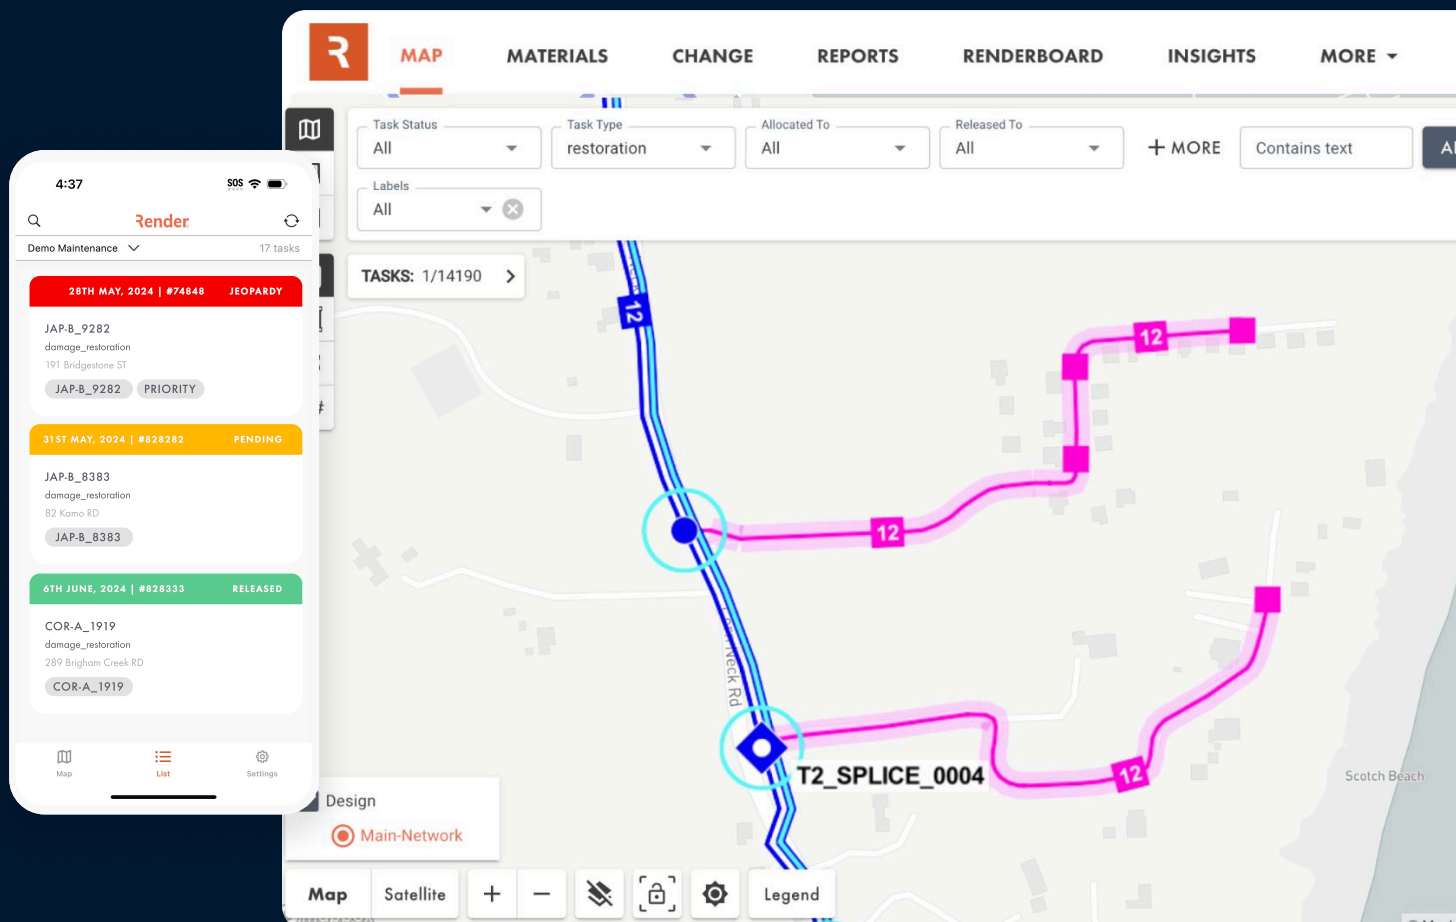 MAP MATERIALS CHANGE REPORTS RENDERBOARD INSIGHTS MORE
Task Status
All
Task Type
restoration
Allocated To
All
Released To
All
+ MORE
Contains text
Labels
All
TASKS: 1/14190
12
12
12
12
T2_SPLICE_0004
Neck Rd
Scotch Beach
Design
Main-Network
Map
Satellite
Legend
4:37
SOS
Render
Demo Maintenance
17 tasks
28TH MAY, 2024 | #74848 JEOPARDY
JAP-B_9282
damage_restoration
191 Bridgestone ST
JAP-B_9282 PRIORITY
31ST MAY, 2024 | #828282 PENDING
JAP-B_8383
damage_restoration
82 Kamo RD
JAP-B_8383
6TH JUNE, 2024 | #828333 RELEASED
COR-A_1919
damage_restoration
289 Brigham Creek RD
COR-A_1919
Map List Settings